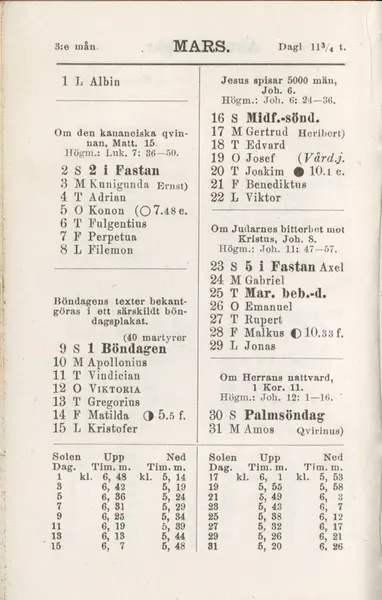 3:e mån.
MARS.
Dagl. 11³/₄ t.
1 L Albin
Om den kananeiska qvin-
nan, Matt. 15.
Högm.: Luk. 7: 36—50.
2 S 2 i Fastan
3 M Kunigunda Ernst)
4 T Adrian
5 O Konon (○ 7.48 e.
6 T Fulgentius
7 F Perpetua
8 L Filemon
Böndagens texter bekant-
göras i ett särskildt bön-
dagsplakat.
(40 martyrer
9 S 1 Böndagen
10 M Apollonius
11 T Vindician
12 O VIKTORIA
13 T Gregorius
14 F Matilda ◑ 5.5 f.
15 L Kristofer
Jesus spisar 5000 män,
Joh. 6.
Högm.: Joh. 6: 24—36.
16 S Midf.-sönd.
17 M Gertrud Heribert)
18 T Edvard
19 O Josef (Vårdj.
20 T Joakim ● 10.1 e.
21 F Benediktus
22 L Viktor
Om Judarnes bitterhet mot
Kristus, Joh. 8.
Högm.: Joh. 11: 47—57.
23 S 5 i Fastan Axel
24 M Gabriel
25 T Mar. beb.-d.
26 O Emanuel
27 T Rupert
28 F Malkus ◐ 10.33 f.
29 L Jonas
Om Herrans nattvard,
1 Kor. 11.
Högm.: Joh. 12: 1—16.
30 S Palmsöndag
31 M Amos Qvirinus)
Solen Upp Ned
Dag. Tim. m. Tim. m.
1 kl. 6, 48 kl. 5, 14
3 6, 42 5, 19
5 6, 36 5, 24
7 6, 31 5, 29
9 6, 25 5, 34
11 6, 19 5, 39
13 6, 13 5, 44
15 6, 7 5, 48
Solen Upp Ned
Dag. Tim. m. Tim. m.
17 kl. 6, 1 kl. 5, 53
19 5, 55 5, 58
21 5, 49 6, 3
23 5, 43 6, 7
25 5, 38 6, 12
27 5, 32 6, 17
29 5, 26 6, 21
31 5, 20 6, 26